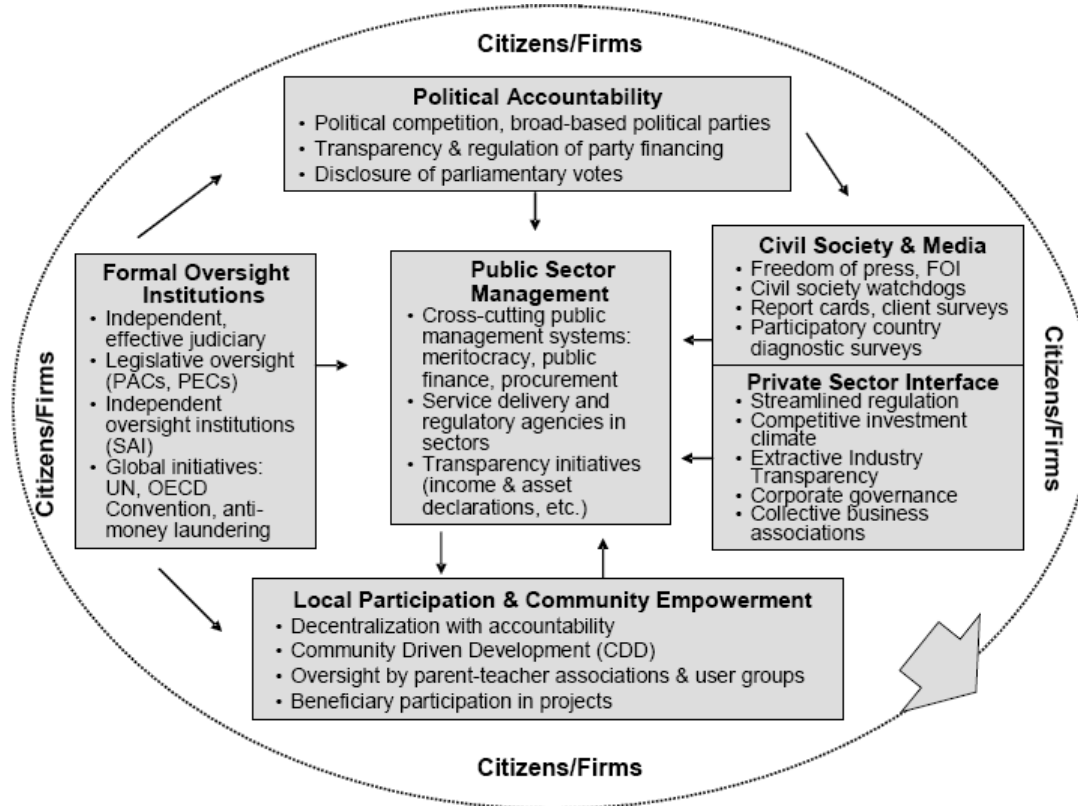 Citizens/Firms
Political Accountability
• Political competition, broad-based political parties
• Transparency & regulation of party financing
• Disclosure of parliamentary votes
Citizens/Firms
Formal Oversight
Institutions
• Independent,
effective judiciary
• Legislative oversight
(PACs, PECs)
• Independent
oversight institutions
(SAI)
• Global initiatives:
UN, OECD
Convention, anti-
money laundering
Public Sector
Management
• Cross-cutting public
management systems:
meritocracy, public
finance, procurement
• Service delivery and
regulatory agencies in
sectors
• Transparency initiatives
(income & asset
declarations, etc.)
Civil Society & Media
• Freedom of press, FOI
• Civil society watchdogs
• Report cards, client surveys
• Participatory country
diagnostic surveys
Private Sector Interface
• Streamlined regulation
• Competitive investment
climate
• Extractive Industry
Transparency
• Corporate governance
• Collective business
associations
Citizens/Firms
Local Participation & Community Empowerment
• Decentralization with accountability
• Community Driven Development (CDD)
• Oversight by parent-teacher associations & user groups
• Beneficiary participation in projects
Citizens/Firms